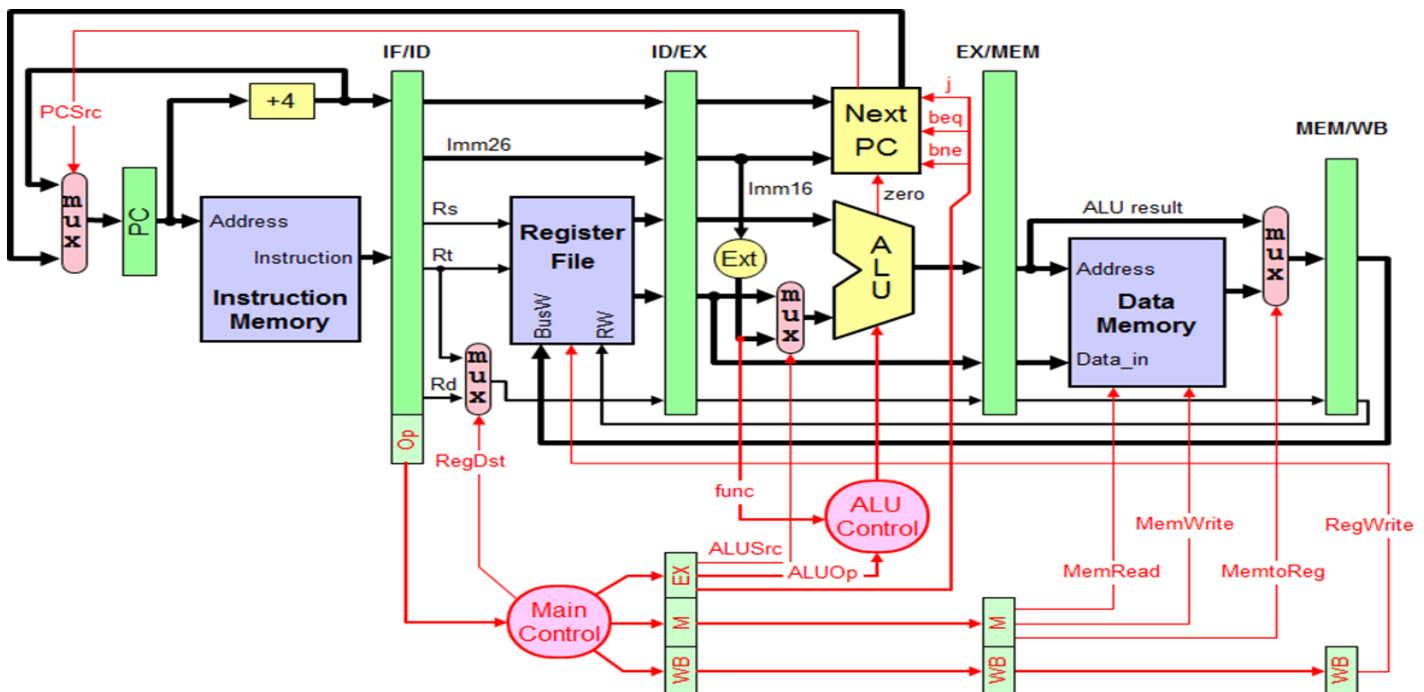 IF/ID
ID/EX
EX/MEM
MEM/WB
PCSrc
+4
Next
PC
j
beq
bne
zero
Imm26
Imm16
mux
PC
Address
Instruction
Instruction
Memory
Rs
Rt
Rd
Register
File
BusW
RW
mux
Ext
mux
ALU
ALU result
Address
Data
Memory
Data_in
mux
Op
RegDst
func
ALU
Control
ALUSrc
ALUOp
MemRead
MemWrite
MemtoReg
RegWrite
Main
Control
EX
M
WB
M
WB
WB